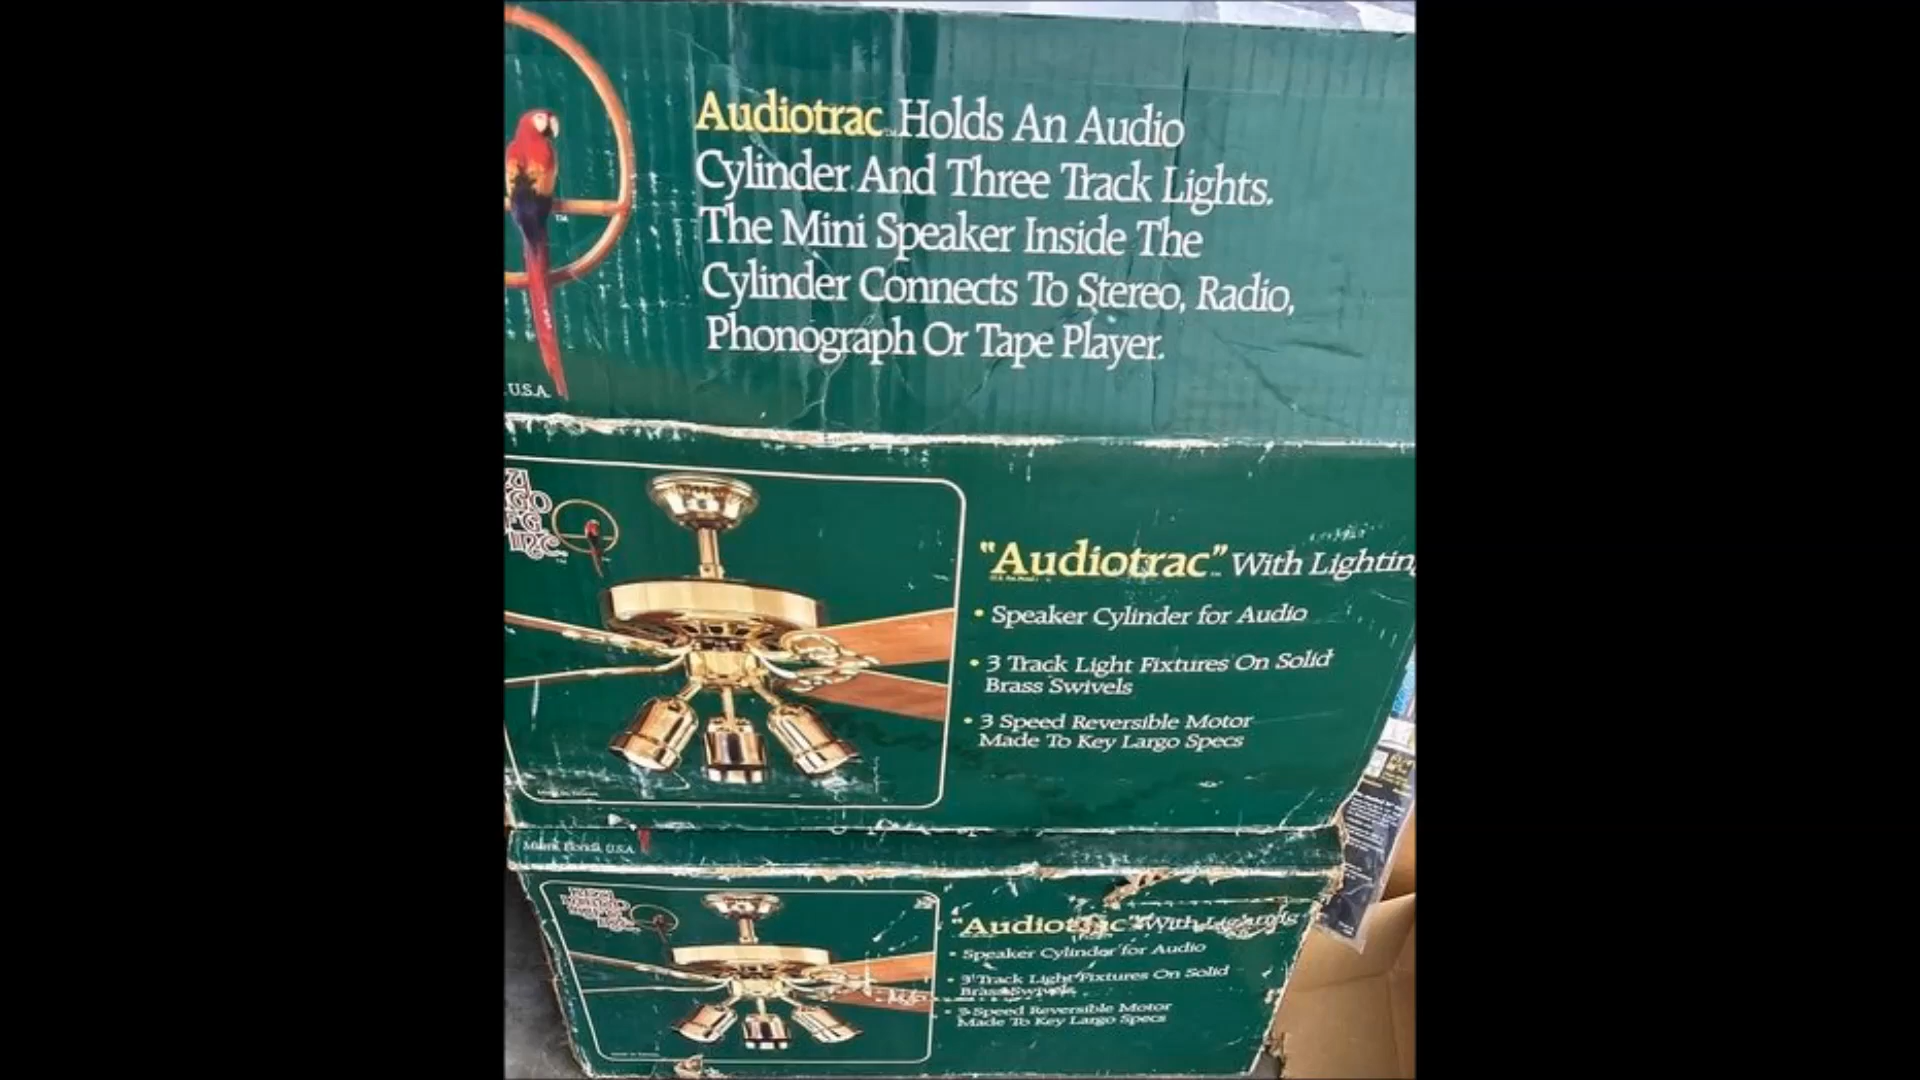 Audiotrac™ Holds An Audio
Cylinder And Three Track Lights.
The Mini Speaker Inside The
Cylinder Connects To Stereo, Radio,
Phonograph Or Tape Player.
U.S.A.
"Audiotrac"™ With Lighting
• Speaker Cylinder for Audio
• 3 Track Light Fixtures On Solid
Brass Swivels
• 3 Speed Reversible Motor
Made To Key Largo Specs
Miami, Florida, U.S.A.
"Audiotrac" With Lighting
• Speaker Cylinder for Audio
• 3 Track Light Fixtures On Solid
Brass Swivels
• 3 Speed Reversible Motor
Made To Key Largo Specs